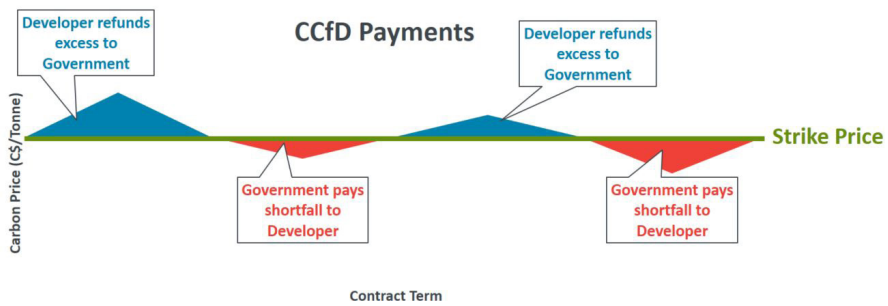 CCfD Payments
Developer refunds
excess to
Government
Developer refunds
excess to
Government
Carbon Price (C$/Tonne)
Strike Price
Government pays
shortfall to
Developer
Government pays
shortfall to
Developer
Contract Term